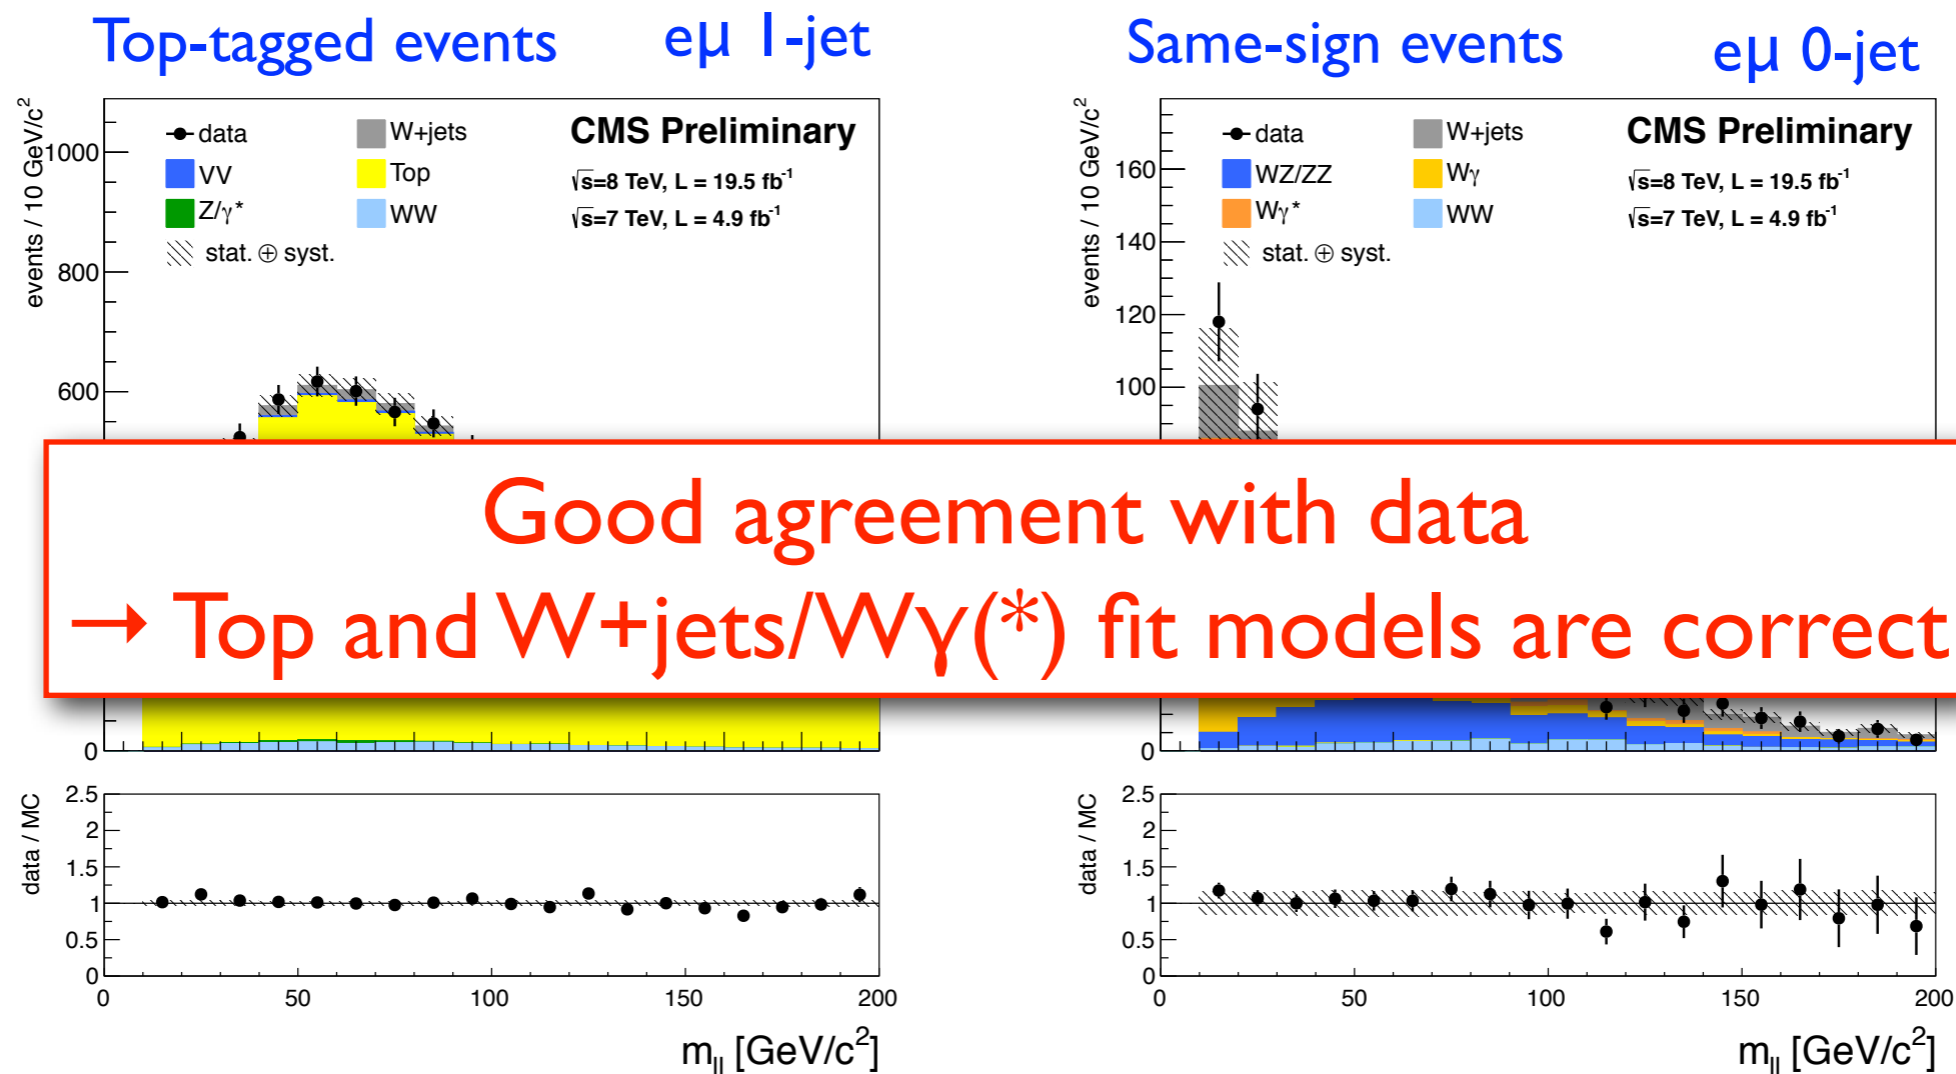 Top-tagged events eμ 1-jet
events / 10 GeV/c²
data
W+jets
VV
Top
Z/γ*
WW
stat. ⊕ syst.
CMS Preliminary
√s=8 TeV, L = 19.5 fb⁻¹
√s=7 TeV, L = 4.9 fb⁻¹
1000
800
600
0
Same-sign events eμ 0-jet
events / 10 GeV/c²
data
W+jets
WZ/ZZ
Wγ
Wγ*
WW
stat. ⊕ syst.
CMS Preliminary
√s=8 TeV, L = 19.5 fb⁻¹
√s=7 TeV, L = 4.9 fb⁻¹
160
140
120
100
0
Good agreement with data
→ Top and W+jets/Wγ(*) fit models are correct
data / MC
2.5
2
1.5
1
0.5
0
0 50 100 150 200
m_ll [GeV/c²]
data / MC
2.5
2
1.5
1
0.5
0
0 50 100 150 200
m_ll [GeV/c²]